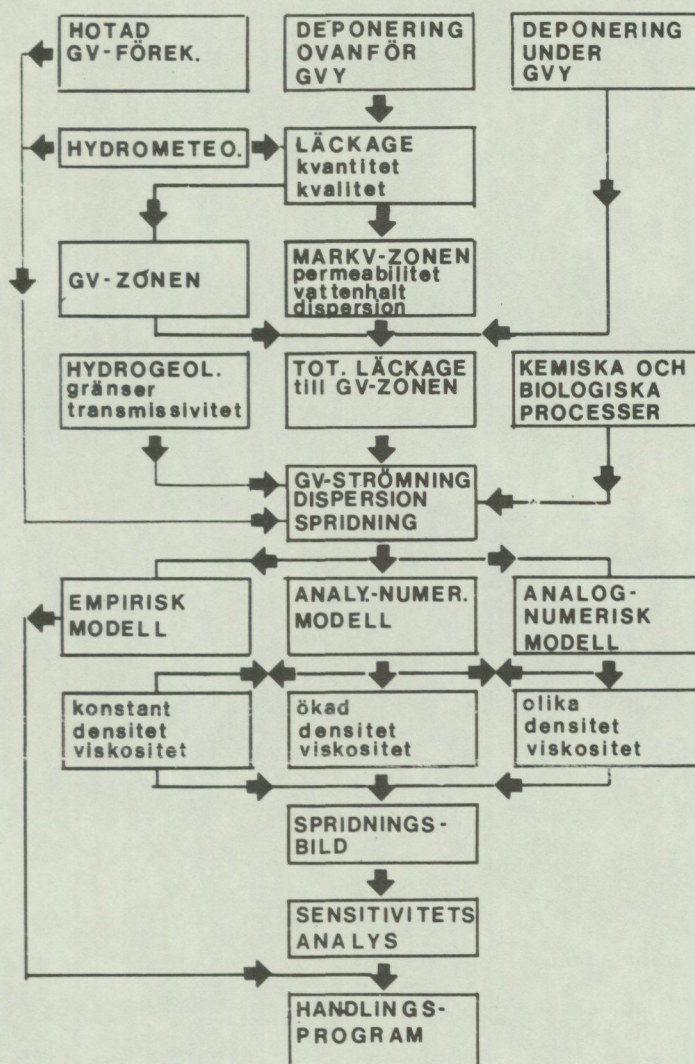 HOTAD
GV-FÖREK.
DEPONERING
OVANFÖR
GVY
DEPONERING
UNDER
GVY
HYDROMETEO.
LÄCKAGE
kvantitet
kvalitet
GV-ZONEN
MARKV-ZONEN
permeabilitet
vattenhalt
dispersion
HYDROGEOL.
gränser
transmissivitet
TOT. LÄCKAGE
till GV-ZONEN
KEMISKA OCH
BIOLOGISKA
PROCESSER
GV-STRÖMNING
DISPERSION
SPRIDNING
EMPIRISK
MODELL
ANALY.-NUMER.
MODELL
ANALOG-
NUMERISK
MODELL
konstant
densitet
viskositet
ökad
densitet
viskositet
olika
densitet
viskositet
SPRIDNINGS-
BILD
SENSITIVITETS
ANALYS
HANDLINGS-
PROGRAM